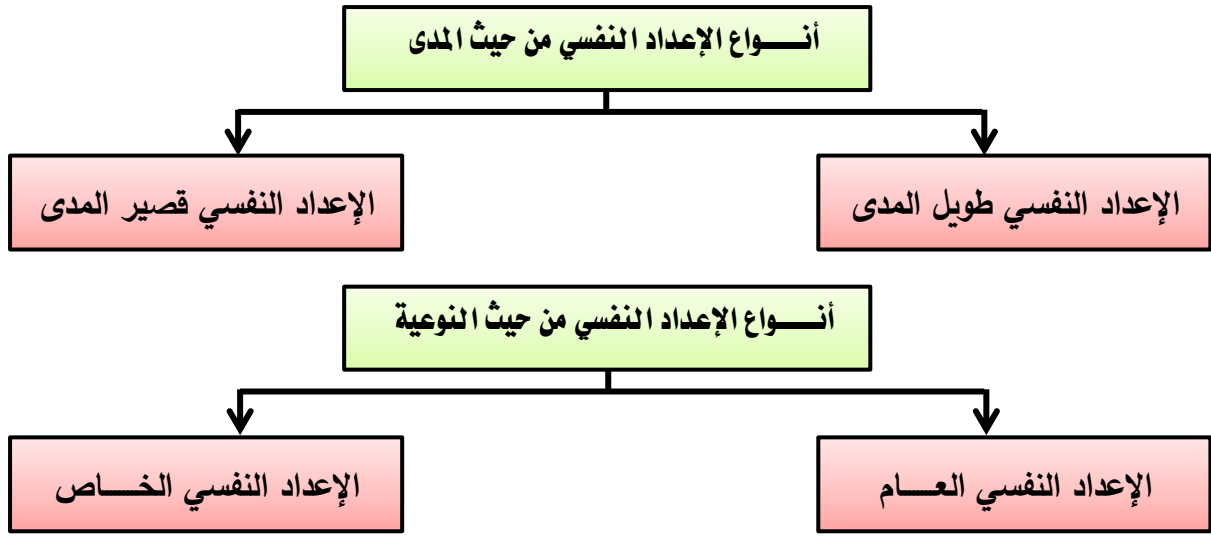 أنـــواع الإعداد النفسي من حيث المدى
الإعداد النفسي طويل المدى
الإعداد النفسي قصير المدى
أنـــواع الإعداد النفسي من حيث النوعية
الإعداد النفسي العـــام
الإعداد النفسي الخـــاص